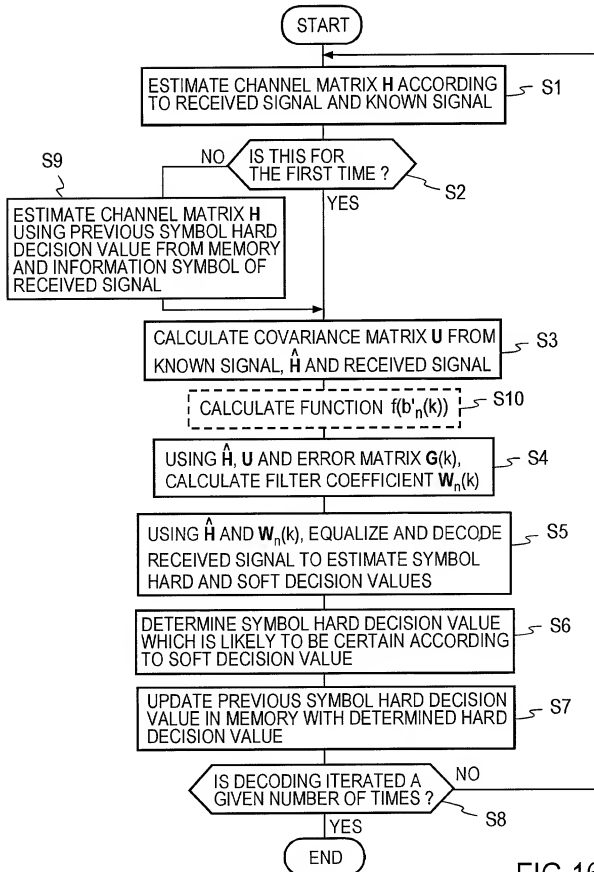 START
ESTIMATE CHANNEL MATRIX H ACCORDING
TO RECEIVED SIGNAL AND KNOWN SIGNAL
S1
IS THIS FOR
THE FIRST TIME ?
S2
NO
YES
S9
ESTIMATE CHANNEL MATRIX H
USING PREVIOUS SYMBOL HARD
DECISION VALUE FROM MEMORY
AND INFORMATION SYMBOL OF
RECEIVED SIGNAL
CALCULATE COVARIANCE MATRIX U FROM
KNOWN SIGNAL, Ĥ AND RECEIVED SIGNAL
S3
CALCULATE FUNCTION f(b'n(k))
S10
USING Ĥ, U AND ERROR MATRIX G(k),
CALCULATE FILTER COEFFICIENT Wn(k)
S4
USING Ĥ AND Wn(k), EQUALIZE AND DECODE
RECEIVED SIGNAL TO ESTIMATE SYMBOL
HARD AND SOFT DECISION VALUES
S5
DETERMINE SYMBOL HARD DECISION VALUE
WHICH IS LIKELY TO BE CERTAIN ACCORDING
TO SOFT DECISION VALUE
S6
UPDATE PREVIOUS SYMBOL HARD DECISION
VALUE IN MEMORY WITH DETERMINED HARD
DECISION VALUE
S7
IS DECODING ITERATED A
GIVEN NUMBER OF TIMES ?
NO
S8
YES
END